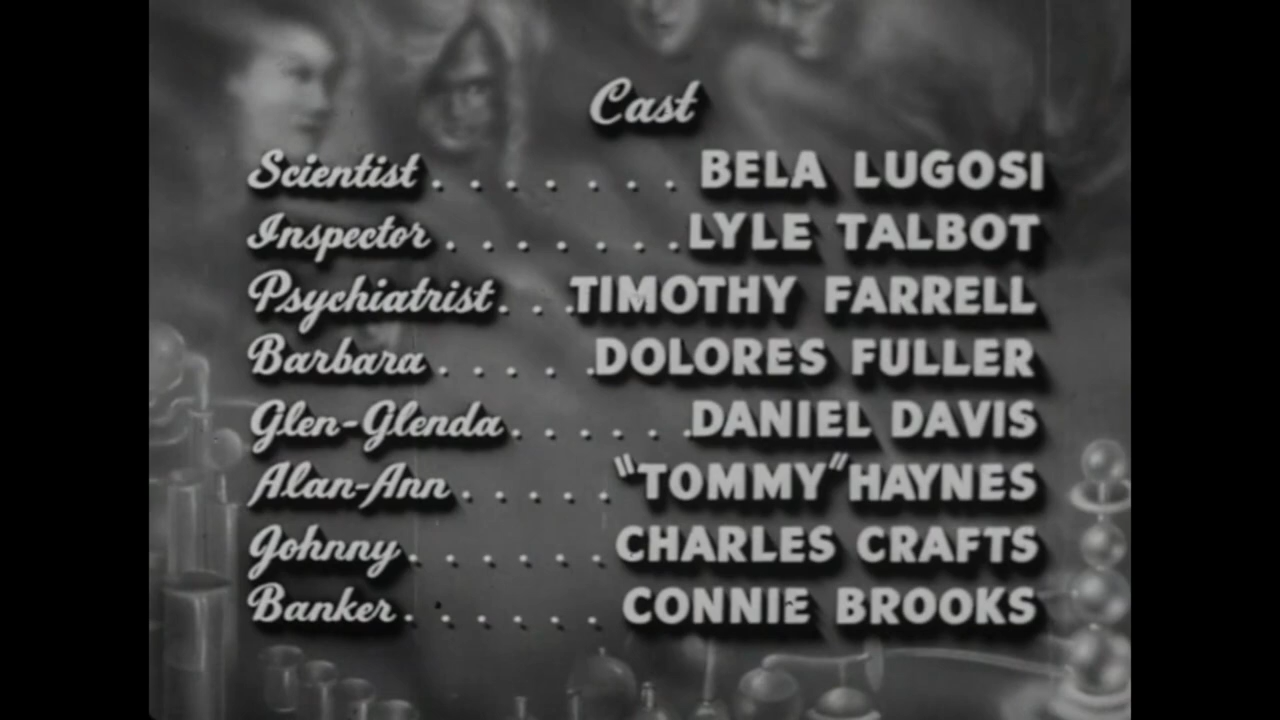 Cast
Scientist . . . . . . . BELA LUGOSI
Inspector . . . . . . . LYLE TALBOT
Psychiatrist . . . TIMOTHY FARRELL
Barbara . . . . . DOLORES FULLER
Glen-Glenda . . . . . . DANIEL DAVIS
Alan-Ann . . . . . "TOMMY" HAYNES
Johnny . . . . . . CHARLES CRAFTS
Banker . . . . . . CONNIE BROOKS